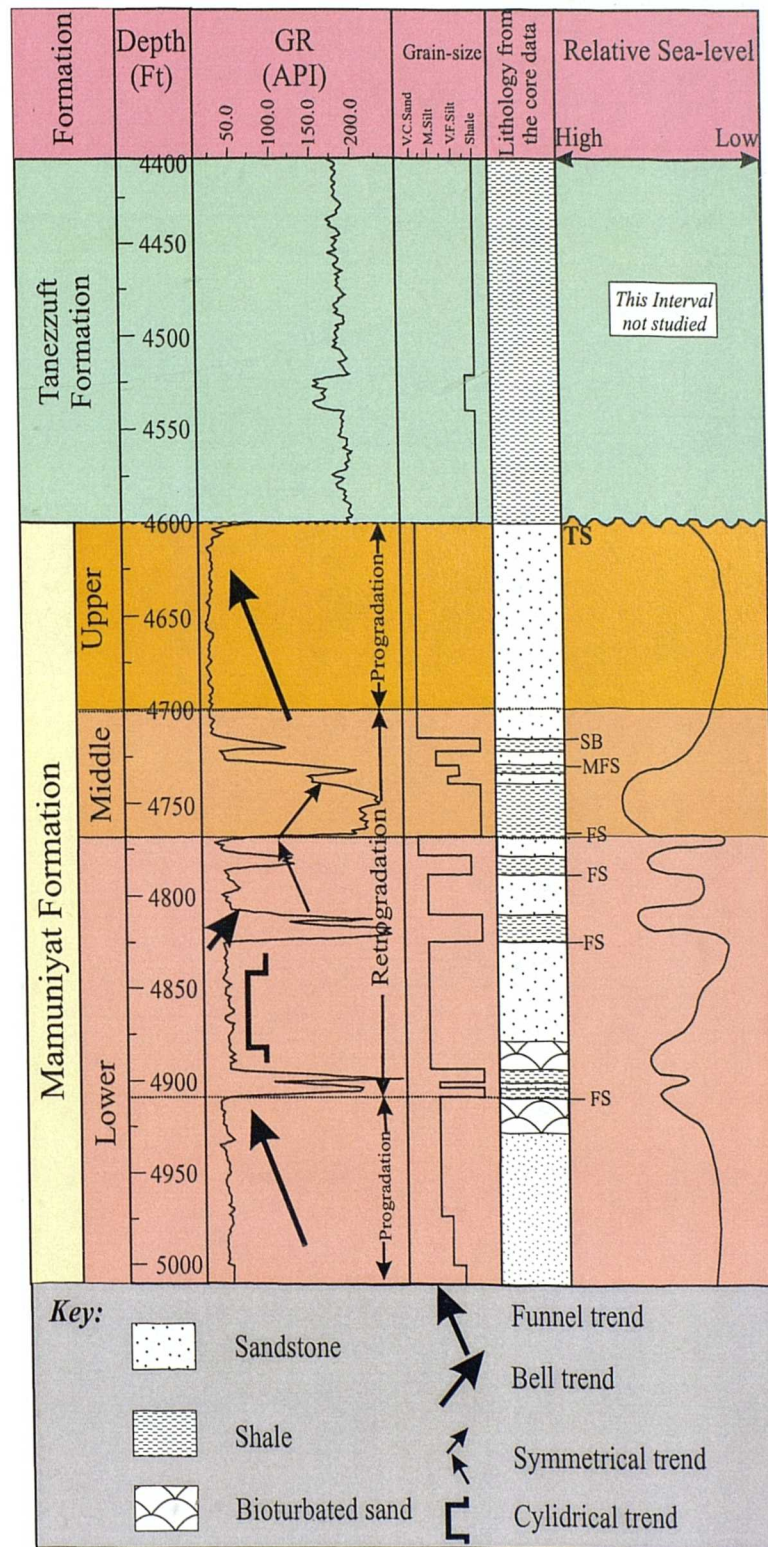 Formation
Depth
(Ft)
GR
(API)
50.0
100.0
150.0
200.0
Grain-size
V.C.Sand
M.Silt
V.F.Silt
Shale
Lithology from
the core data
Relative Sea-level
High
Low
4400
4450
4500
4550
4600
4650
4700
4750
4800
4850
4900
4950
5000
Tanezzuft
Formation
This Interval
not studied
Mamuniyat Formation
Upper
Middle
Lower
Progradation
Retrogradation
Progradation
TS
SB
MFS
FS
FS
FS
FS
Key:
Sandstone
Shale
Bioturbated sand
Funnel trend
Bell trend
Symmetrical trend
Cylidrical trend